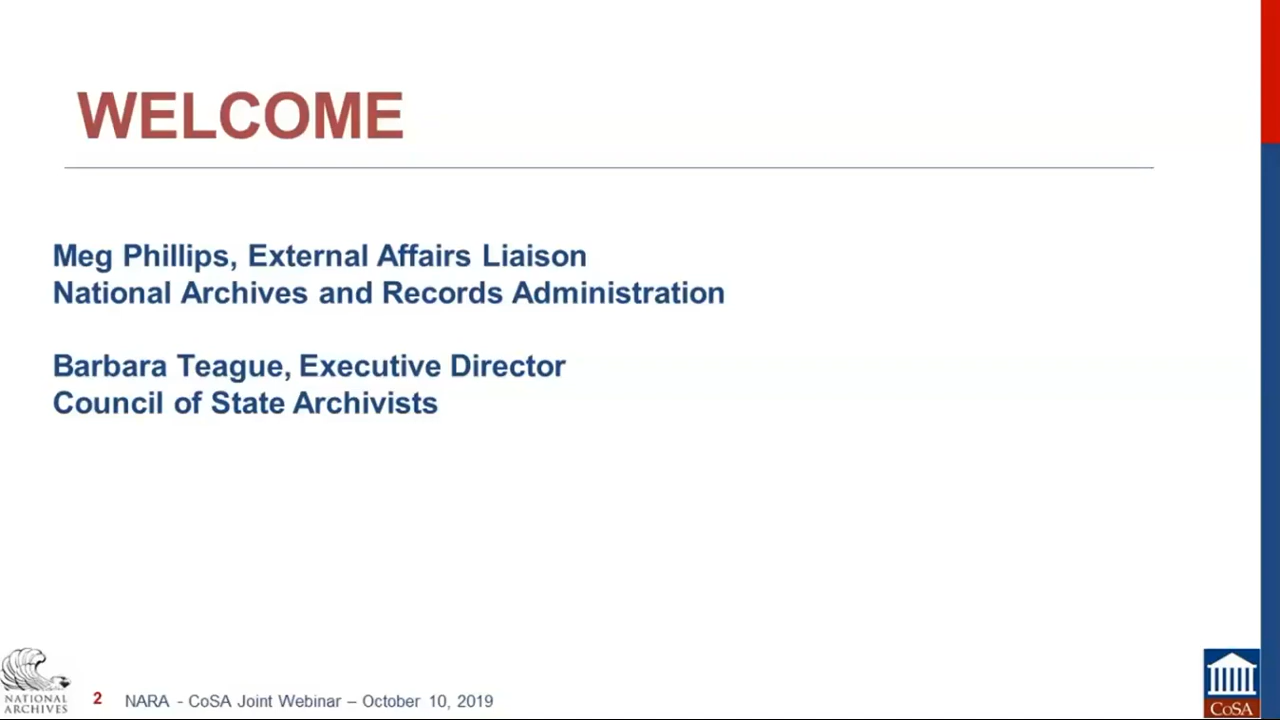 WELCOME
Meg Phillips, External Affairs Liaison
National Archives and Records Administration
Barbara Teague, Executive Director
Council of State Archivists
NATIONAL
ARCHIVES
2 NARA - CoSA Joint Webinar – October 10, 2019
CoSA